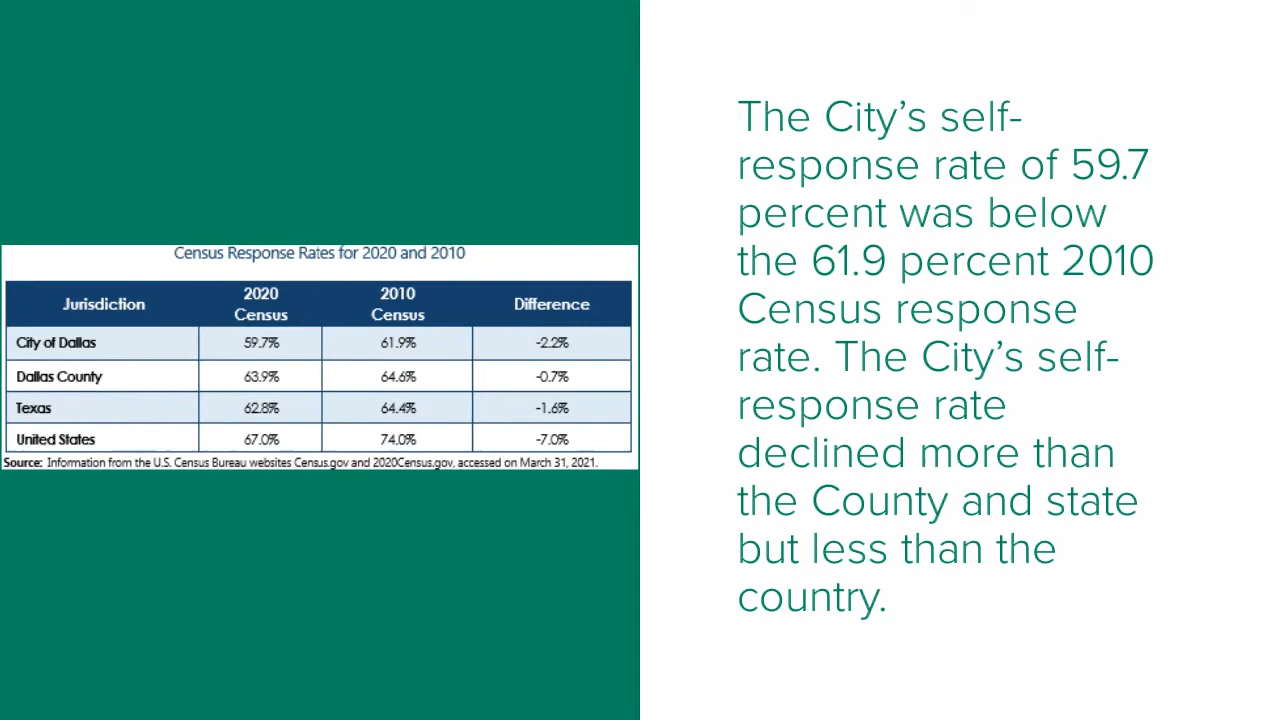 Census Response Rates for 2020 and 2010
Jurisdiction 2020 Census 2010 Census Difference
City of Dallas 59.7% 61.9% -2.2%
Dallas County 63.9% 64.6% -0.7%
Texas 62.8% 64.4% -1.6%
United States 67.0% 74.0% -7.0%
Source: Information from the U.S. Census Bureau websites Census.gov and 2020Census.gov, accessed on March 31, 2021.
The City’s self-
response rate of 59.7
percent was below
the 61.9 percent 2010
Census response
rate. The City’s self-
response rate
declined more than
the County and state
but less than the
country.